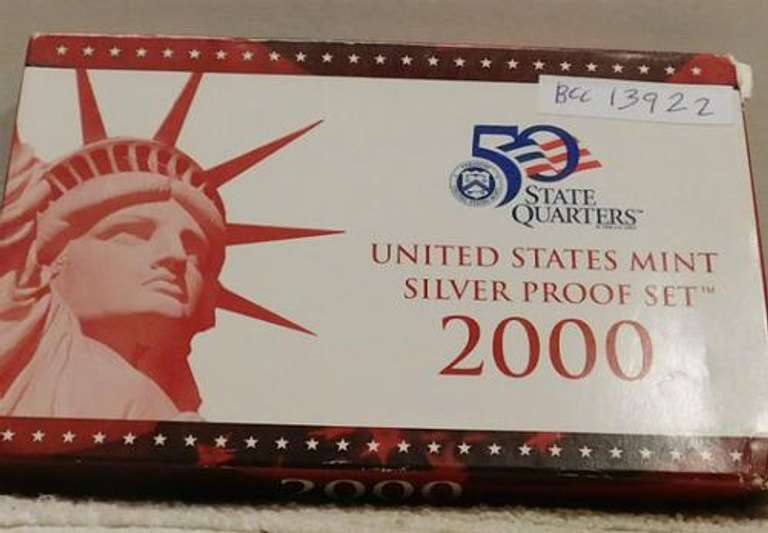 BCC 13922
50
STATE
QUARTERS™
UNITED STATES MINT
SILVER PROOF SET™
2000
2000